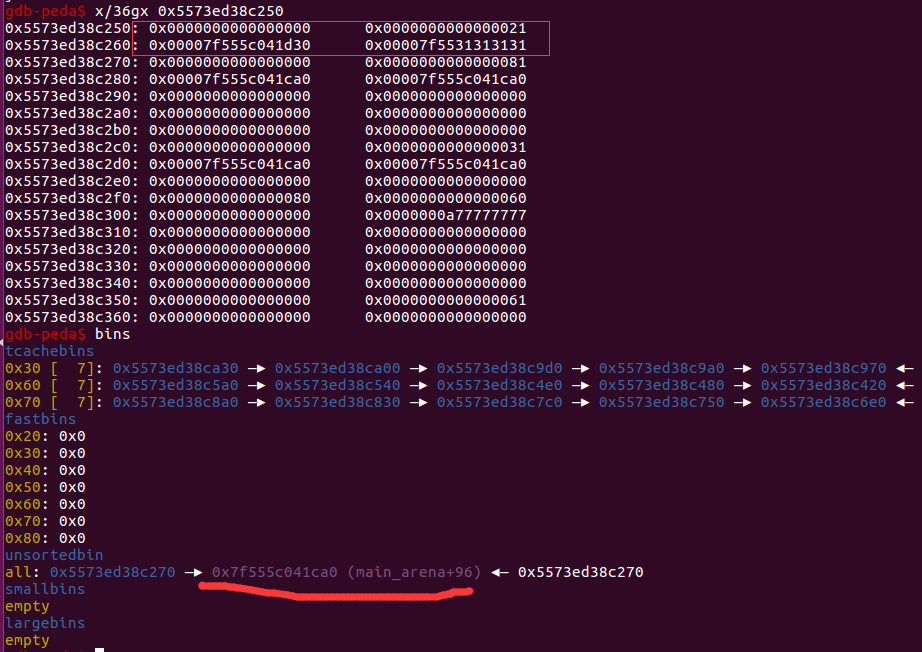 gdb-peda$ x/36gx 0x5573ed38c250
0x5573ed38c250: 0x0000000000000000 0x0000000000000021
0x5573ed38c260: 0x00007f555c041d30 0x00007f5531313131
0x5573ed38c270: 0x0000000000000000 0x0000000000000081
0x5573ed38c280: 0x00007f555c041ca0 0x00007f555c041ca0
0x5573ed38c290: 0x0000000000000000 0x0000000000000000
0x5573ed38c2a0: 0x0000000000000000 0x0000000000000000
0x5573ed38c2b0: 0x0000000000000000 0x0000000000000000
0x5573ed38c2c0: 0x0000000000000000 0x0000000000000031
0x5573ed38c2d0: 0x00007f555c041ca0 0x00007f555c041ca0
0x5573ed38c2e0: 0x0000000000000000 0x0000000000000000
0x5573ed38c2f0: 0x0000000000000080 0x0000000000000060
0x5573ed38c300: 0x0000000000000000 0x0000000a77777777
0x5573ed38c310: 0x0000000000000000 0x0000000000000000
0x5573ed38c320: 0x0000000000000000 0x0000000000000000
0x5573ed38c330: 0x0000000000000000 0x0000000000000000
0x5573ed38c340: 0x0000000000000000 0x0000000000000000
0x5573ed38c350: 0x0000000000000000 0x0000000000000061
0x5573ed38c360: 0x0000000000000000 0x0000000000000000
gdb-peda$ bins
tcachebins
0x30 [  7]: 0x5573ed38ca30 —▸ 0x5573ed38ca00 —▸ 0x5573ed38c9d0 —▸ 0x5573ed38c9a0 —▸ 0x5573ed38c970 ◂—
0x60 [  7]: 0x5573ed38c5a0 —▸ 0x5573ed38c540 —▸ 0x5573ed38c4e0 —▸ 0x5573ed38c480 —▸ 0x5573ed38c420 ◂—
0x70 [  7]: 0x5573ed38c8a0 —▸ 0x5573ed38c830 —▸ 0x5573ed38c7c0 —▸ 0x5573ed38c750 —▸ 0x5573ed38c6e0 ◂—
fastbins
0x20: 0x0
0x30: 0x0
0x40: 0x0
0x50: 0x0
0x60: 0x0
0x70: 0x0
0x80: 0x0
unsortedbin
all: 0x5573ed38c270 —▸ 0x7f555c041ca0 (main_arena+96) ◂— 0x5573ed38c270
smallbins
empty
largebins
empty